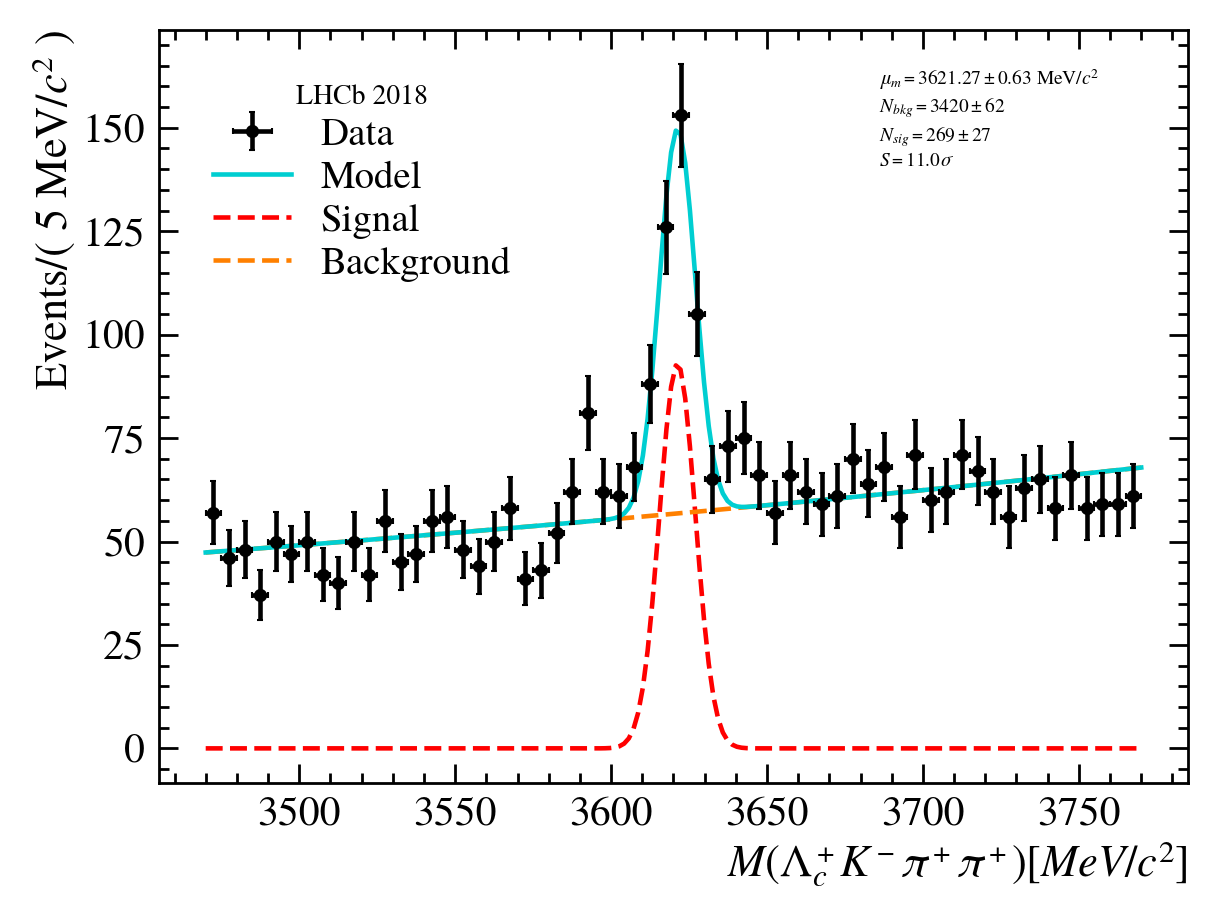 Events/( 5 MeV/c² )
LHCb 2018
Data
Model
Signal
Background
μₘ = 3621.27 ± 0.63 MeV/c²
N_bkg = 3420 ± 62
N_sig = 269 ± 27
S = 11.0σ
150
125
100
75
50
25
0
3500 3550 3600 3650 3700 3750
M(Λ_c⁺K⁻π⁺π⁺)[MeV/c²]